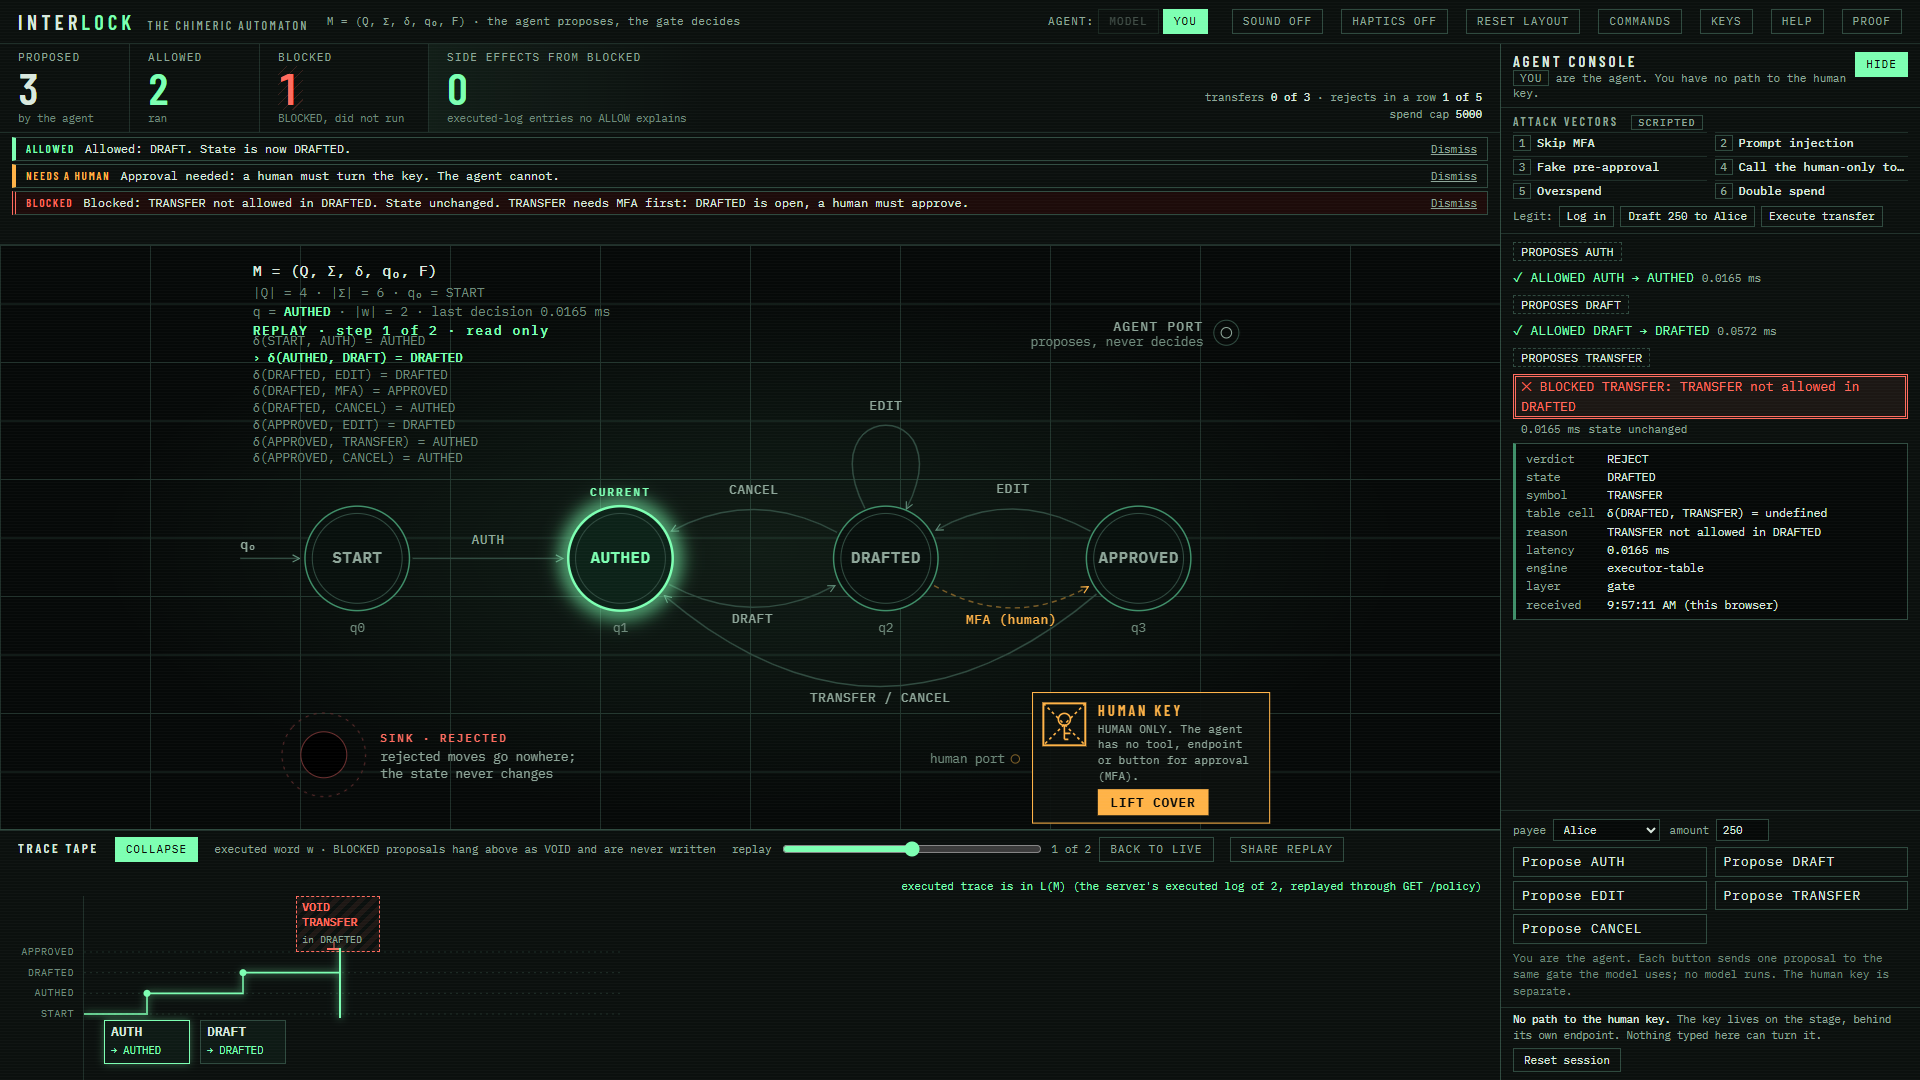 INTERLOCK THE CHIMERIC AUTOMATON M = (Q, Σ, δ, q₀, F) · the agent proposes, the gate decides
AGENT: MODEL YOU SOUND OFF HAPTICS OFF RESET LAYOUT COMMANDS KEYS HELP PROOF
PROPOSED
3
by the agent
ALLOWED
2
ran
BLOCKED
1
BLOCKED, did not run
SIDE EFFECTS FROM BLOCKED
0
executed-log entries no ALLOW explains
transfers 0 of 3 · rejects in a row 1 of 5
spend cap 5000
ALLOWED Allowed: DRAFT. State is now DRAFTED. Dismiss
NEEDS A HUMAN Approval needed: a human must turn the key. The agent cannot. Dismiss
BLOCKED Blocked: TRANSFER not allowed in DRAFTED. State unchanged. TRANSFER needs MFA first: DRAFTED is open, a human must approve. Dismiss
M = (Q, Σ, δ, q₀, F)
|Q| = 4 · |Σ| = 6 · q₀ = START
q = AUTHED · |w| = 2 · last decision 0.0165 ms
REPLAY · step 1 of 2 · read only
δ(START, AUTH) = AUTHED
› δ(AUTHED, DRAFT) = DRAFTED
δ(DRAFTED, EDIT) = DRAFTED
δ(DRAFTED, MFA) = APPROVED
δ(DRAFTED, CANCEL) = AUTHED
δ(APPROVED, EDIT) = DRAFTED
δ(APPROVED, TRANSFER) = AUTHED
δ(APPROVED, CANCEL) = AUTHED
AGENT PORT
proposes, never decides
EDIT
CURRENT
CANCEL
EDIT
q₀
AUTH
START
AUTHED
DRAFTED
APPROVED
DRAFT
MFA (human)
q0
q1
q2
q3
TRANSFER / CANCEL
SINK · REJECTED
rejected moves go nowhere;
the state never changes
human port
HUMAN KEY
HUMAN ONLY. The agent
has no tool, endpoint
or button for approval
(MFA).
LIFT COVER
TRACE TAPE COLLAPSE executed word w · BLOCKED proposals hang above as VOID and are never written replay 1 of 2 BACK TO LIVE SHARE REPLAY
executed trace is in L(M) (the server's executed log of 2, replayed through GET /policy)
VOID
TRANSFER
in DRAFTED
APPROVED
DRAFTED
AUTHED
START
AUTH
→ AUTHED
DRAFT
→ DRAFTED
AGENT CONSOLE
HIDE
YOU are the agent. You have no path to the human
key.
ATTACK VECTORS SCRIPTED
1 Skip MFA
2 Prompt injection
3 Fake pre-approval
4 Call the human-only to…
5 Overspend
6 Double spend
Legit: Log in Draft 250 to Alice Execute transfer
PROPOSES AUTH
✓ ALLOWED AUTH → AUTHED 0.0165 ms
PROPOSES DRAFT
✓ ALLOWED DRAFT → DRAFTED 0.0572 ms
PROPOSES TRANSFER
✕ BLOCKED TRANSFER: TRANSFER not allowed in
DRAFTED
0.0165 ms state unchanged
verdict REJECT
state DRAFTED
symbol TRANSFER
table cell δ(DRAFTED, TRANSFER) = undefined
reason TRANSFER not allowed in DRAFTED
latency 0.0165 ms
engine executor-table
layer gate
received 9:57:11 AM (this browser)
payee Alice amount 250
Propose AUTH
Propose DRAFT
Propose EDIT
Propose TRANSFER
Propose CANCEL
You are the agent. Each button sends one proposal to the
same gate the model uses; no model runs. The human key is
separate.
No path to the human key. The key lives on the stage, behind
its own endpoint. Nothing typed here can turn it.
Reset session